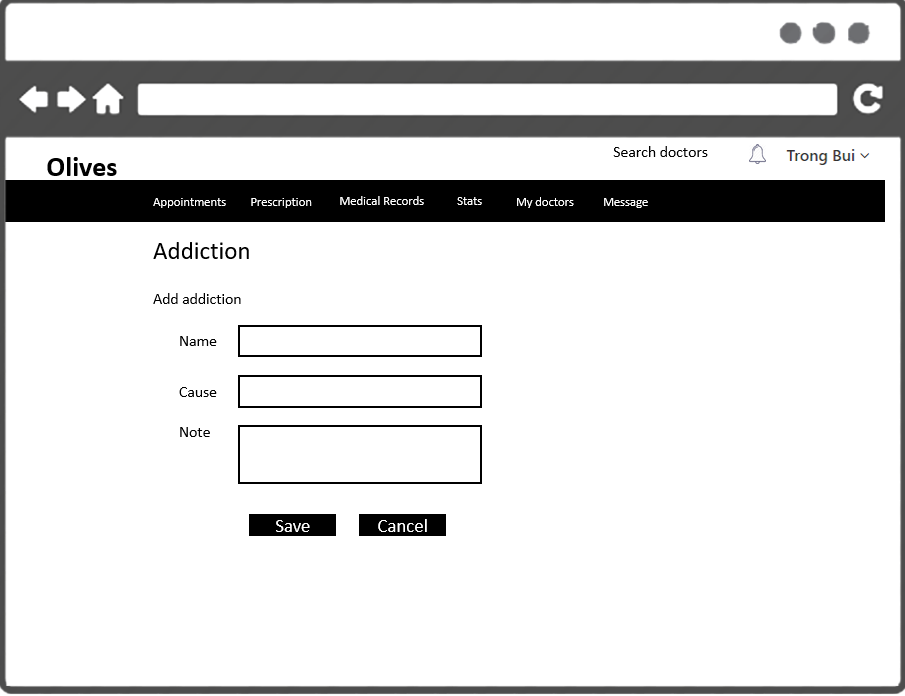 Search doctors
Trong Bui
Olives
Appointments Prescription Medical Records Stats My doctors Message
Addiction
Add addiction
Name
Cause
Note
Save Cancel